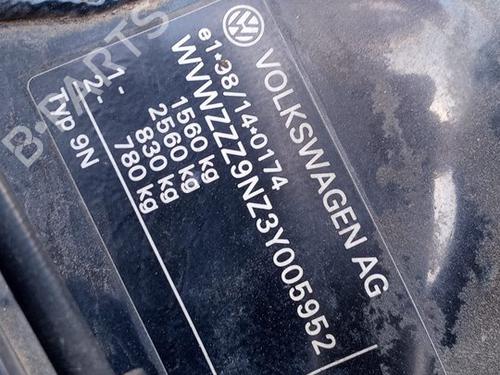 VOLKSWAGEN AG
e1*38/14*0174
WVWZZZ9NZ3Y005952
1560 kg
2560 kg
1- 830 kg
2- 780 kg
Typ 9N
B-PARTS